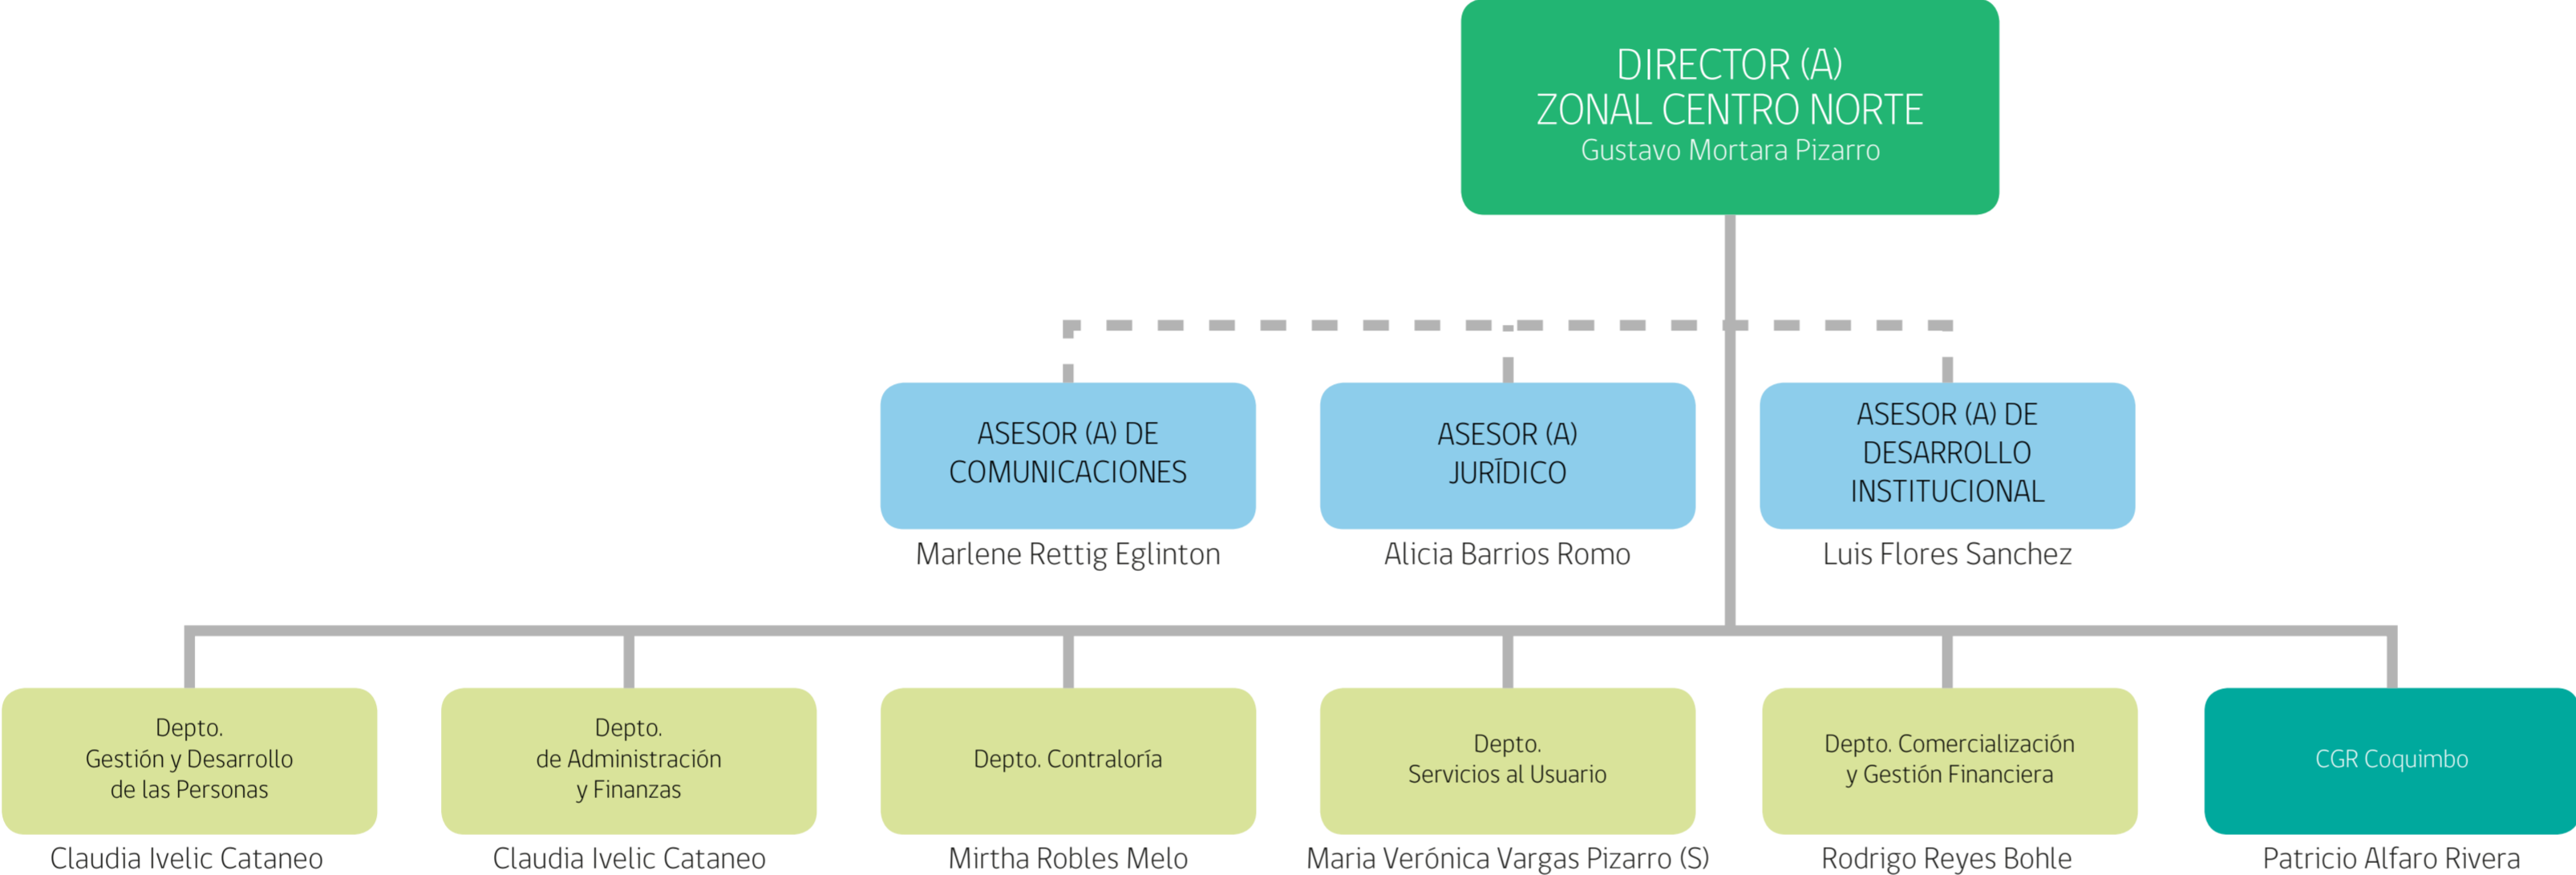 DIRECTOR (A)
ZONAL CENTRO NORTE
Gustavo Mortara Pizarro
ASESOR (A) DE
COMUNICACIONES
Marlene Rettig Eglinton
ASESOR (A)
JURÍDICO
Alicia Barrios Romo
ASESOR (A) DE
DESARROLLO
INSTITUCIONAL
Luis Flores Sanchez
Depto.
Gestión y Desarrollo
de las Personas
Claudia Ivelic Cataneo
Depto.
de Administración
y Finanzas
Claudia Ivelic Cataneo
Depto. Contraloría
Mirtha Robles Melo
Depto.
Servicios al Usuario
Maria Verónica Vargas Pizarro (S)
Depto. Comercialización
y Gestión Financiera
Rodrigo Reyes Bohle
CGR Coquimbo
Patricio Alfaro Rivera